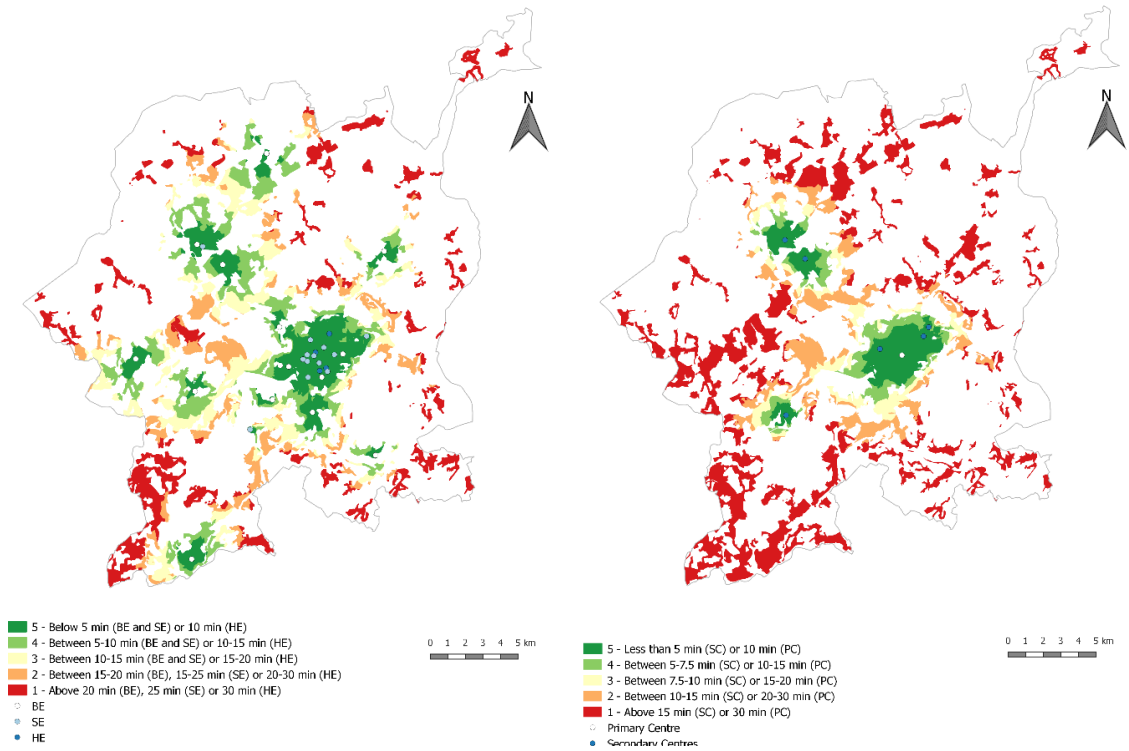 N
N
5 - Below 5 min (BE and SE) or 10 min (HE)
4 - Between 5-10 min (BE and SE) or 10-15 min (HE)
3 - Between 10-15 min (BE and SE) or 15-20 min (HE)
2 - Between 15-20 min (BE), 15-25 min (SE) or 20-30 min (HE)
1 - Above 20 min (BE), 25 min (SE) or 30 min (HE)
BE
SE
HE
0 1 2 3 4 5 km
5 - Less than 5 min (SC) or 10 min (PC)
4 - Between 5-7.5 min (SC) or 10-15 min (PC)
3 - Between 7.5-10 min (SC) or 15-20 min (PC)
2 - Between 10-15 min (SC) or 20-30 min (PC)
1 - Above 15 min (SC) or 30 min (PC)
Primary Centre
Secondary Centres
0 1 2 3 4 5 km